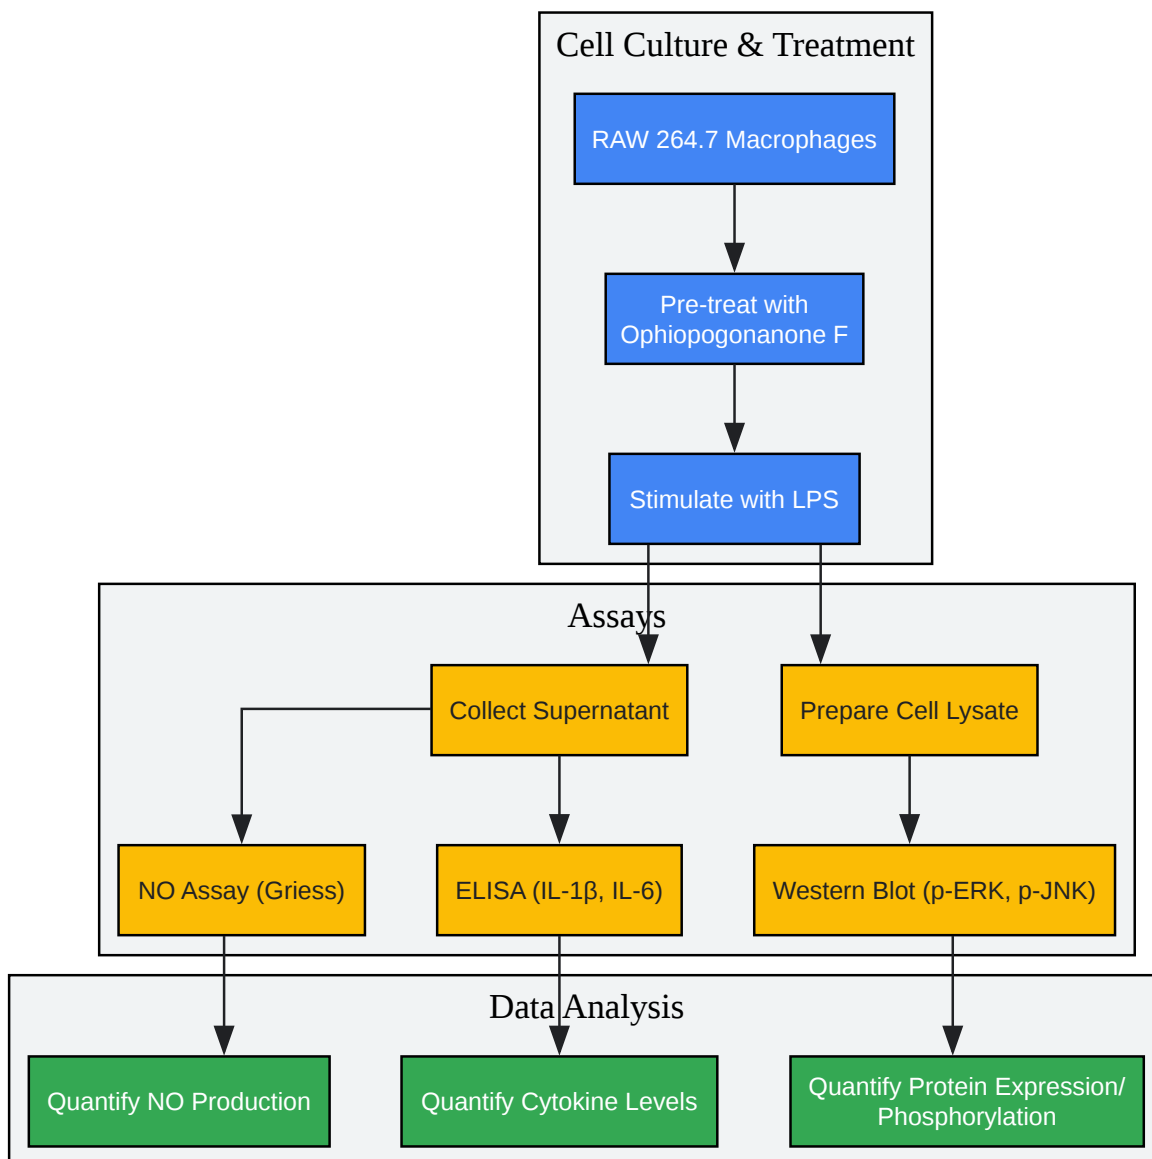 Cell Culture & Treatment
RAW 264.7 Macrophages
Pre-treat with
Ophiopogonanone F
Stimulate with LPS
Assays
Collect Supernatant
Prepare Cell Lysate
NO Assay (Griess)
ELISA (IL-1β, IL-6)
Western Blot (p-ERK, p-JNK)
Data Analysis
Quantify NO Production
Quantify Cytokine Levels
Quantify Protein Expression/
Phosphorylation